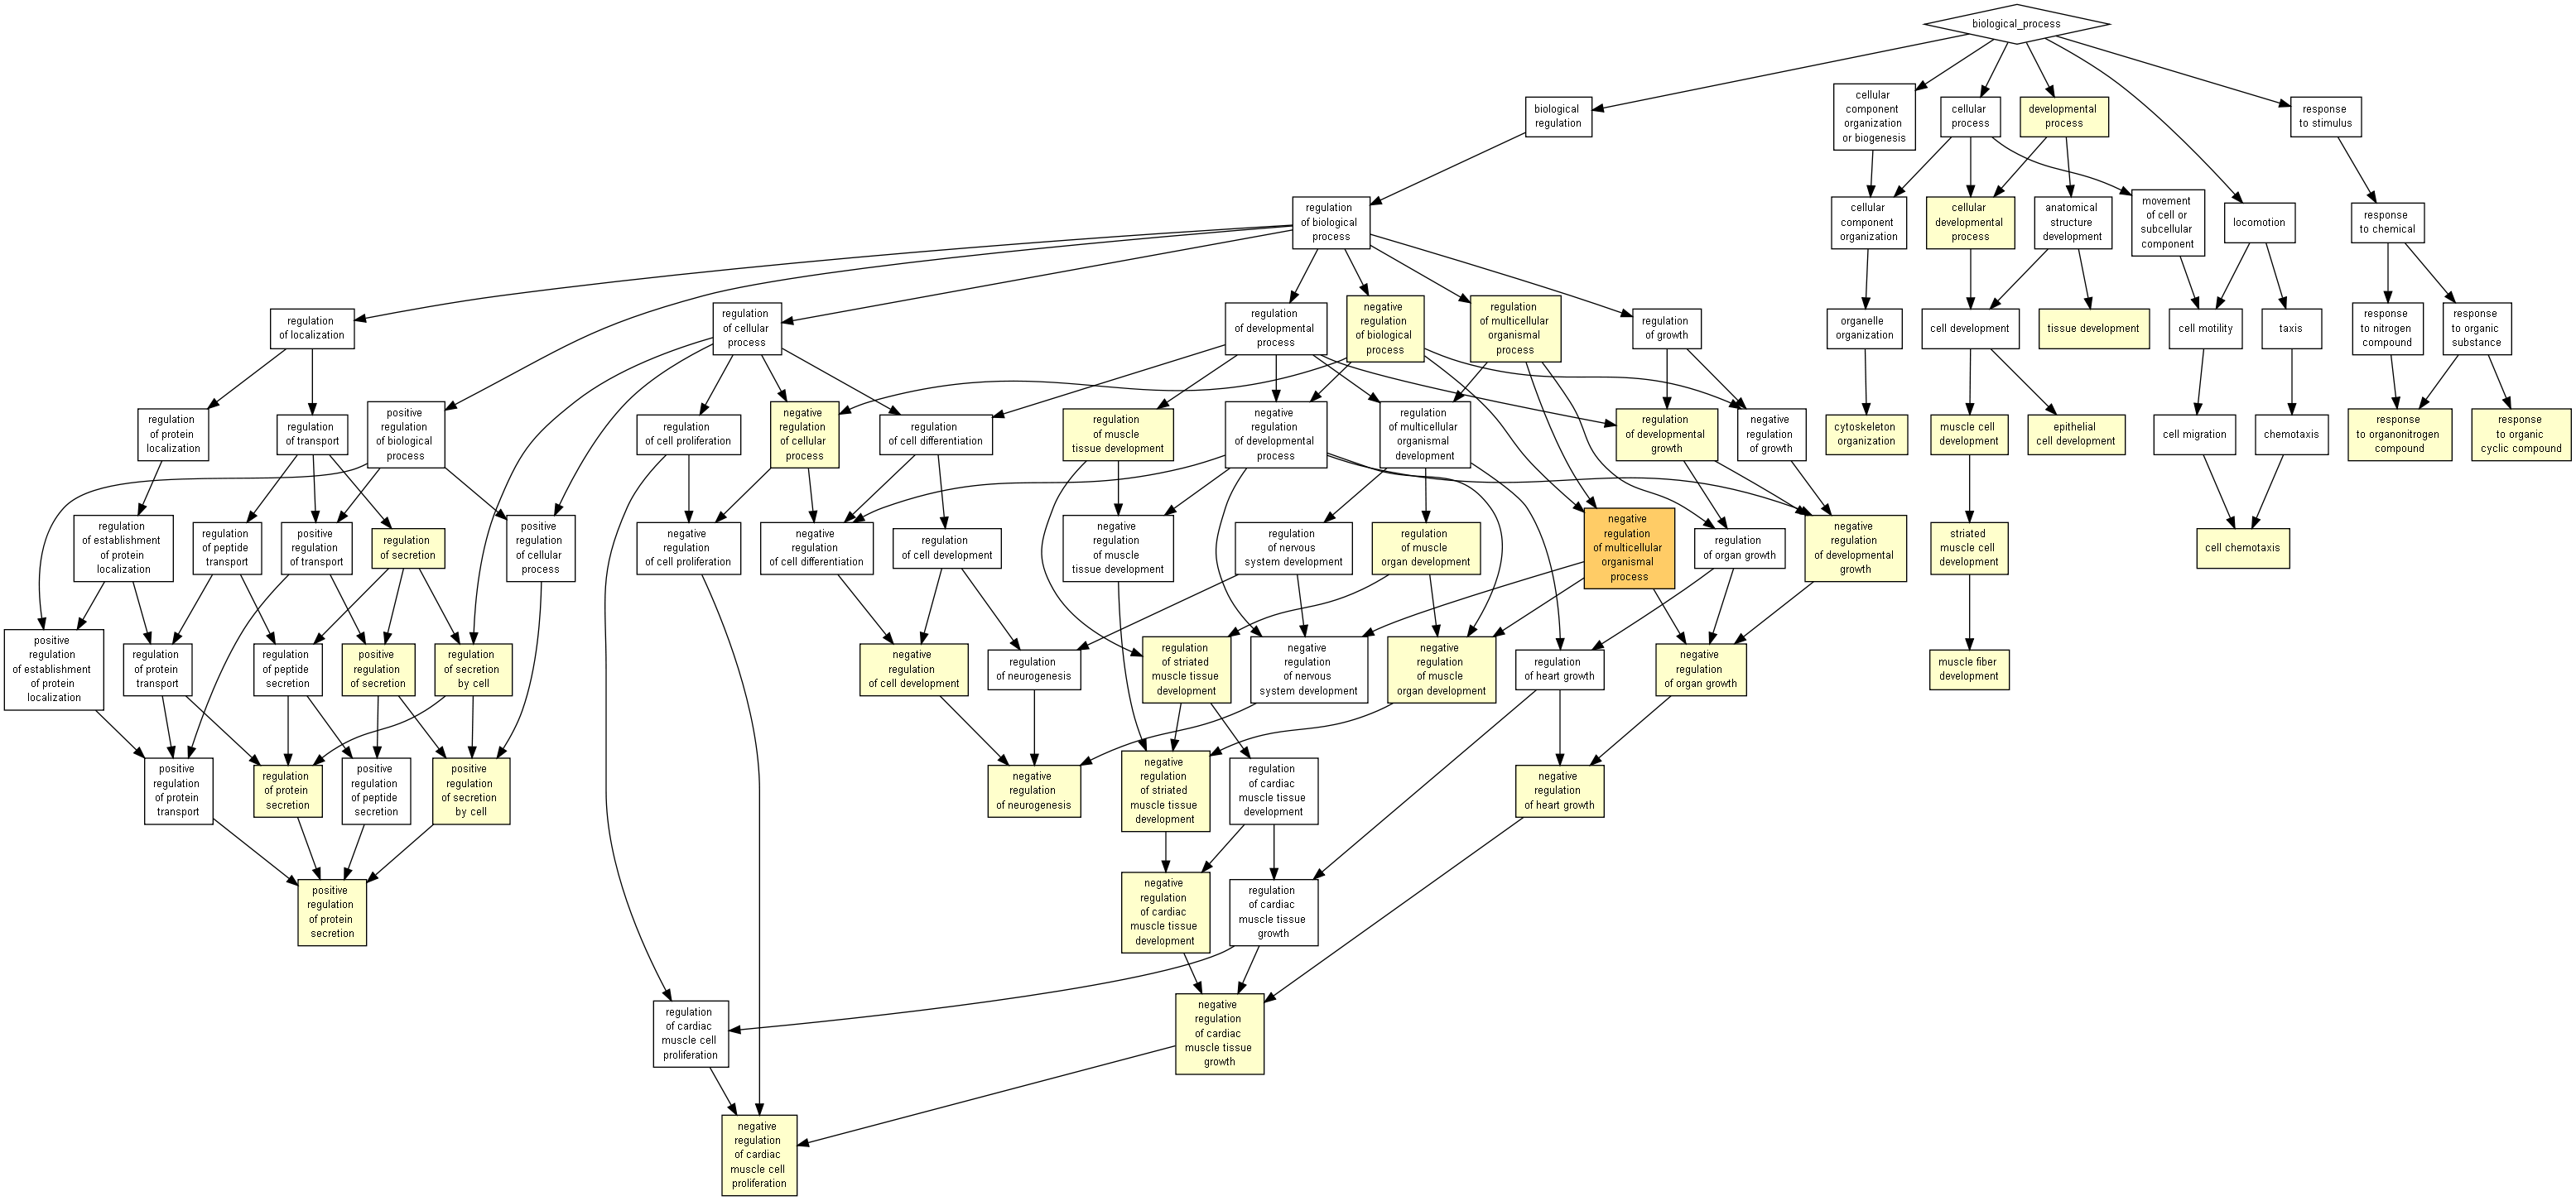 biological_process
biological
regulation
cellular
component
organization
or biogenesis
cellular
process
developmental
process
response
to stimulus
regulation
of biological
process
cellular
component
organization
cellular
developmental
process
anatomical
structure
development
movement
of cell or
subcellular
component
locomotion
response
to chemical
regulation
of localization
regulation
of cellular
process
regulation
of developmental
process
negative
regulation
of biological
process
regulation
of multicellular
organismal
process
regulation
of growth
organelle
organization
cell development
tissue development
cell motility
taxis
response
to nitrogen
compound
response
to organic
substance
regulation
of protein
localization
regulation
of transport
positive
regulation
of biological
process
regulation
of cell proliferation
negative
regulation
of cellular
process
regulation
of cell differentiation
regulation
of muscle
tissue development
negative
regulation
of developmental
process
regulation
of multicellular
organismal
development
regulation
of developmental
growth
negative
regulation
of growth
cytoskeleton
organization
muscle cell
development
epithelial
cell development
cell migration
chemotaxis
response
to organonitrogen
compound
response
to organic
cyclic compound
regulation
of establishment
of protein
localization
regulation
of peptide
transport
positive
regulation
of transport
regulation
of secretion
positive
regulation
of cellular
process
negative
regulation
of cell proliferation
negative
regulation
of cell differentiation
regulation
of cell development
negative
regulation
of muscle
tissue development
regulation
of nervous
system development
regulation
of muscle
organ development
negative
regulation
of multicellular
organismal
process
regulation
of organ growth
negative
regulation
of developmental
growth
striated
muscle cell
development
cell chemotaxis
positive
regulation
of establishment
of protein
localization
regulation
of protein
transport
regulation
of peptide
secretion
positive
regulation
of secretion
regulation
of secretion
by cell
negative
regulation
of cell development
regulation
of neurogenesis
regulation
of striated
muscle tissue
development
negative
regulation
of nervous
system development
negative
regulation
of muscle
organ development
regulation
of heart growth
negative
regulation
of organ growth
muscle fiber
development
positive
regulation
of protein
transport
regulation
of protein
secretion
positive
regulation
of peptide
secretion
positive
regulation
of secretion
by cell
negative
regulation
of neurogenesis
negative
regulation
of striated
muscle tissue
development
regulation
of cardiac
muscle tissue
development
negative
regulation
of heart growth
positive
regulation
of protein
secretion
negative
regulation
of cardiac
muscle tissue
development
regulation
of cardiac
muscle tissue
growth
regulation
of cardiac
muscle cell
proliferation
negative
regulation
of cardiac
muscle tissue
growth
negative
regulation
of cardiac
muscle cell
proliferation